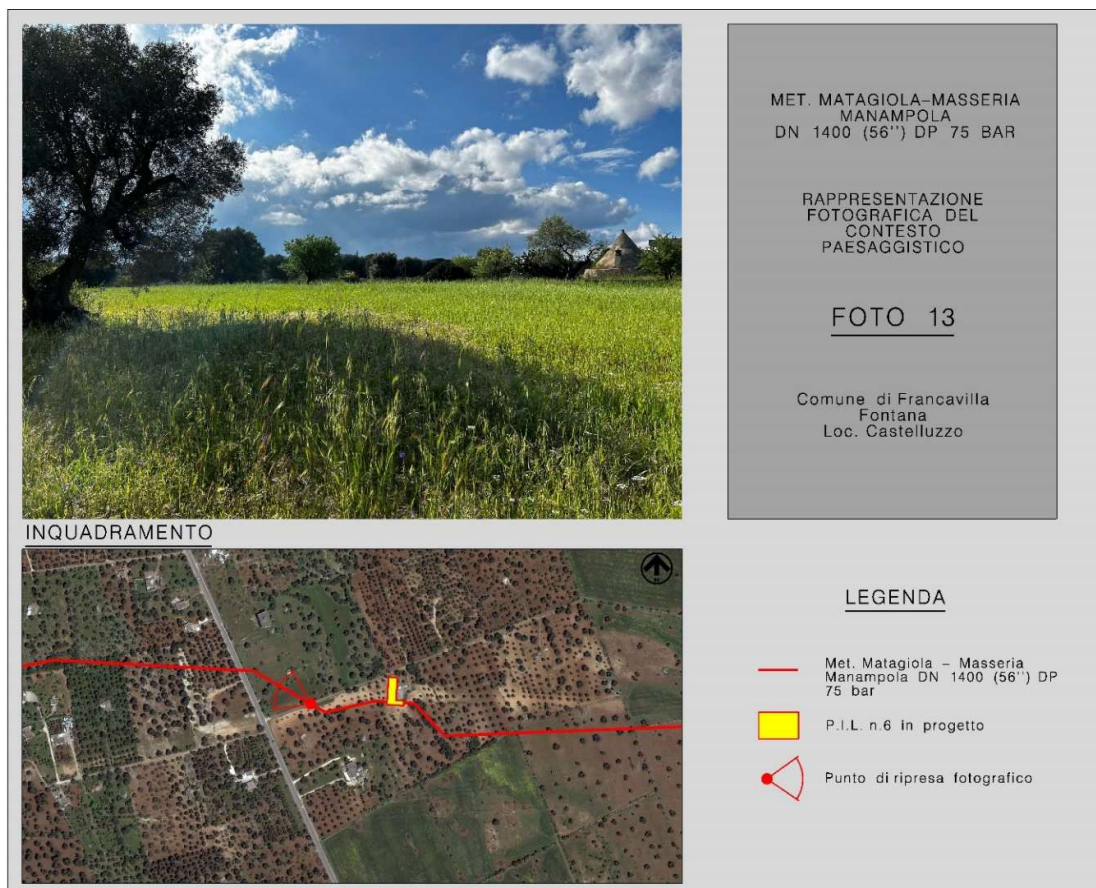 MET. MATAGIOLA-MASSERIA
MANAMPOLA
DN 1400 (56'') DP 75 BAR
RAPPRESENTAZIONE
FOTOGRAFICA DEL
CONTESTO
PAESAGGISTICO
FOTO 13
Comune di Francavilla
Fontana
Loc. Castelluzzo
INQUADRAMENTO
LEGENDA
Met. Matagiola - Masseria
Manampola DN 1400 (56'') DP
75 bar
P.I.L. n.6 in progetto
Punto di ripresa fotografico